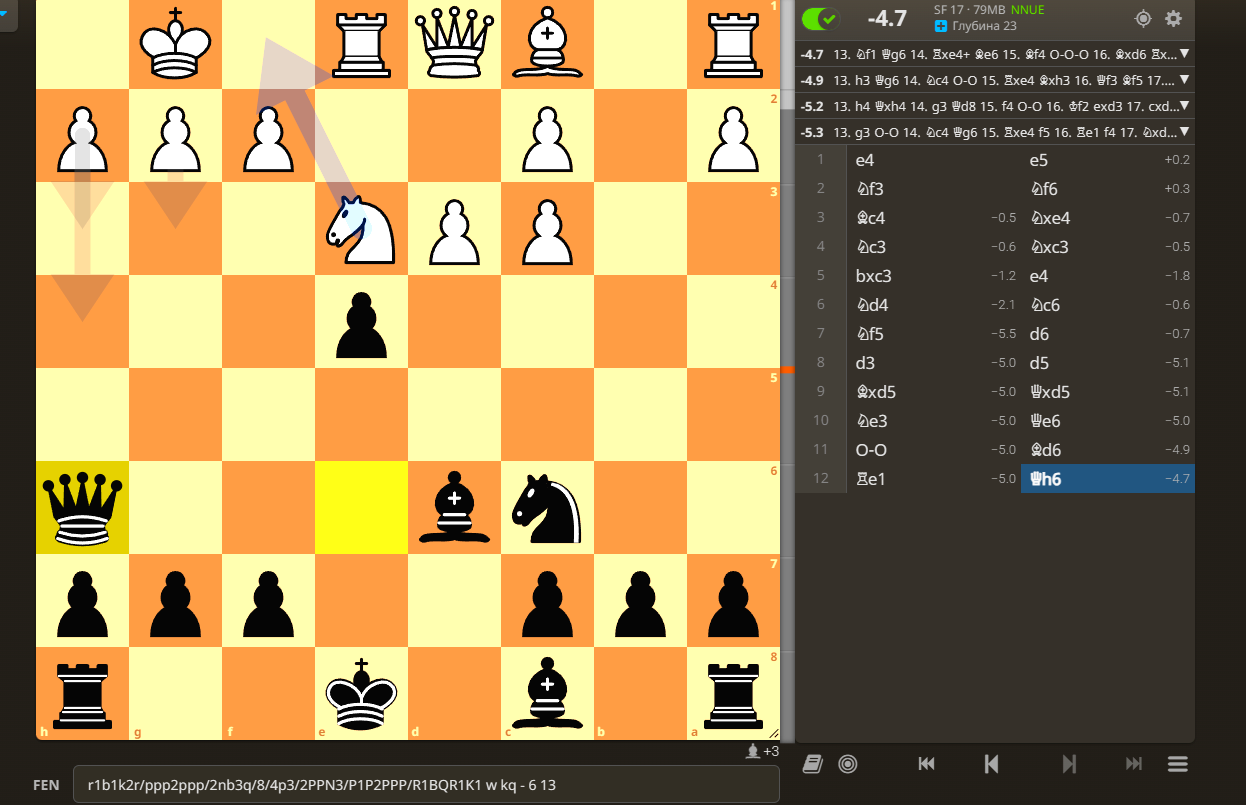 -4.7
SF 17 · 79MB NNUE
Глубина 23
-4.7 13. ♘f1 ♕g6 14. ♖xe4+ ♗e6 15. ♗f4 O-O-O 16. ♗xd6 ♖x...
-4.9 13. h3 ♕g6 14. ♘c4 O-O 15. ♖xe4 ♗xh3 16. ♕f3 ♗f5 17....
-5.2 13. h4 ♕xh4 14. g3 ♕d8 15. f4 O-O 16. ♔f2 exd3 17. cxd...
-5.3 13. g3 O-O 14. ♘c4 ♕g6 15. ♖xe4 f5 16. ♖e1 f4 17. ♘xd...
1 e4 e5 +0.2
2 ♘f3 ♘f6 +0.3
3 ♗c4 −0.5 ♘xe4 −0.7
4 ♘c3 −0.6 ♘xc3 −0.5
5 bxc3 −1.2 e4 −1.8
6 ♘d4 −2.1 ♘c6 −0.6
7 ♘f5 −5.5 d6 −0.7
8 d3 −5.0 d5 −5.1
9 ♗xd5 −5.0 ♕xd5 −5.1
10 ♘e3 −5.0 ♕e6 −5.0
11 O-O −5.0 ♗d6 −4.9
12 ♖e1 −5.0 ♕h6 −4.7
1
2
3
4
5
6
7
8
h g f e d c b a
+3
FEN r1b1k2r/ppp2ppp/2nb3q/8/4p3/2PPN3/P1P2PPP/R1BQR1K1 w kq - 6 13